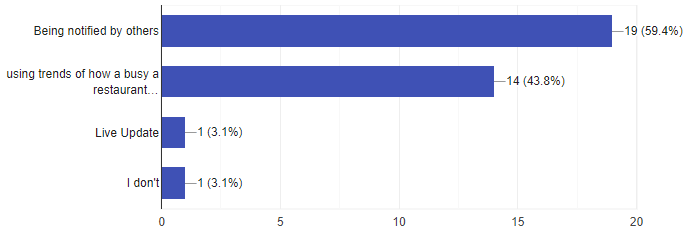 Being notified by others
19 (59.4%)
using trends of how a busy a
restaurant...
14 (43.8%)
Live Update
1 (3.1%)
I don't
1 (3.1%)
0 5 10 15 20